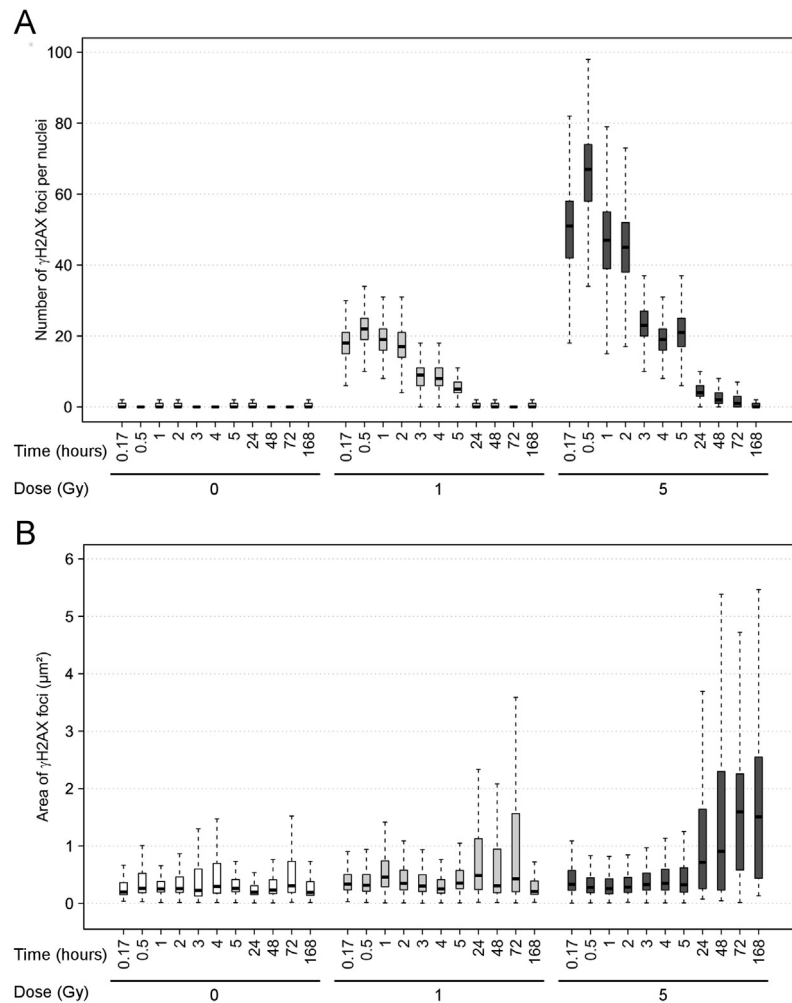 A
Number of γH2AX foci per nuclei
100
80
60
40
20
0
Time (hours)
0.17 0.5 1 2 3 4 5 24 48 72 168 0.17 0.5 1 2 3 4 5 24 48 72 168 0.17 0.5 1 2 3 4 5 24 48 72 168
Dose (Gy) 0 1 5
B
Area of γH2AX foci (μm²)
6
5
4
3
2
1
0
Time (hours)
0.17 0.5 1 2 3 4 5 24 48 72 168 0.17 0.5 1 2 3 4 5 24 48 72 168 0.17 0.5 1 2 3 4 5 24 48 72 168
Dose (Gy) 0 1 5